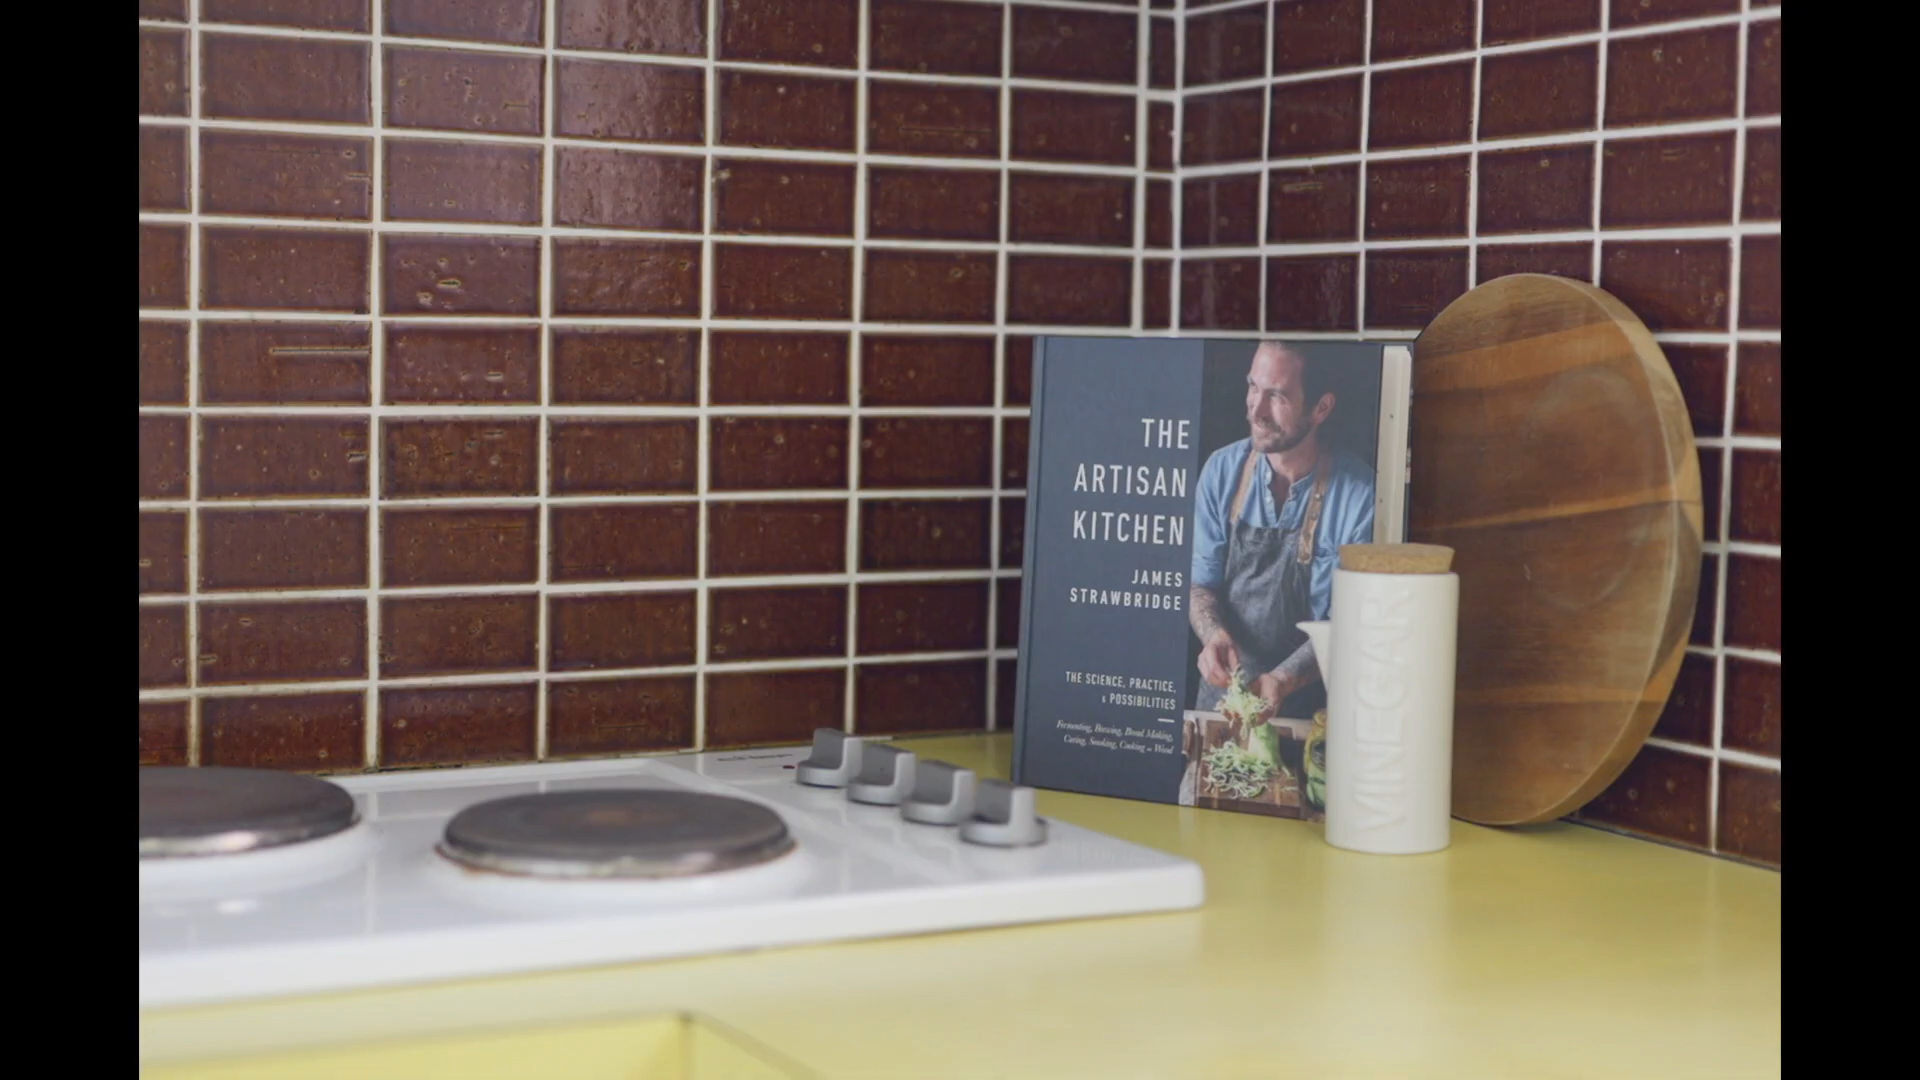 THE
ARTISAN
KITCHEN
JAMES
STRAWBRIDGE
THE SCIENCE, PRACTICE,
& POSSIBILITIES
Fermenting, Brewing, Bread Making,
Curing, Smoking, Cooking on Wood
VINEGAR